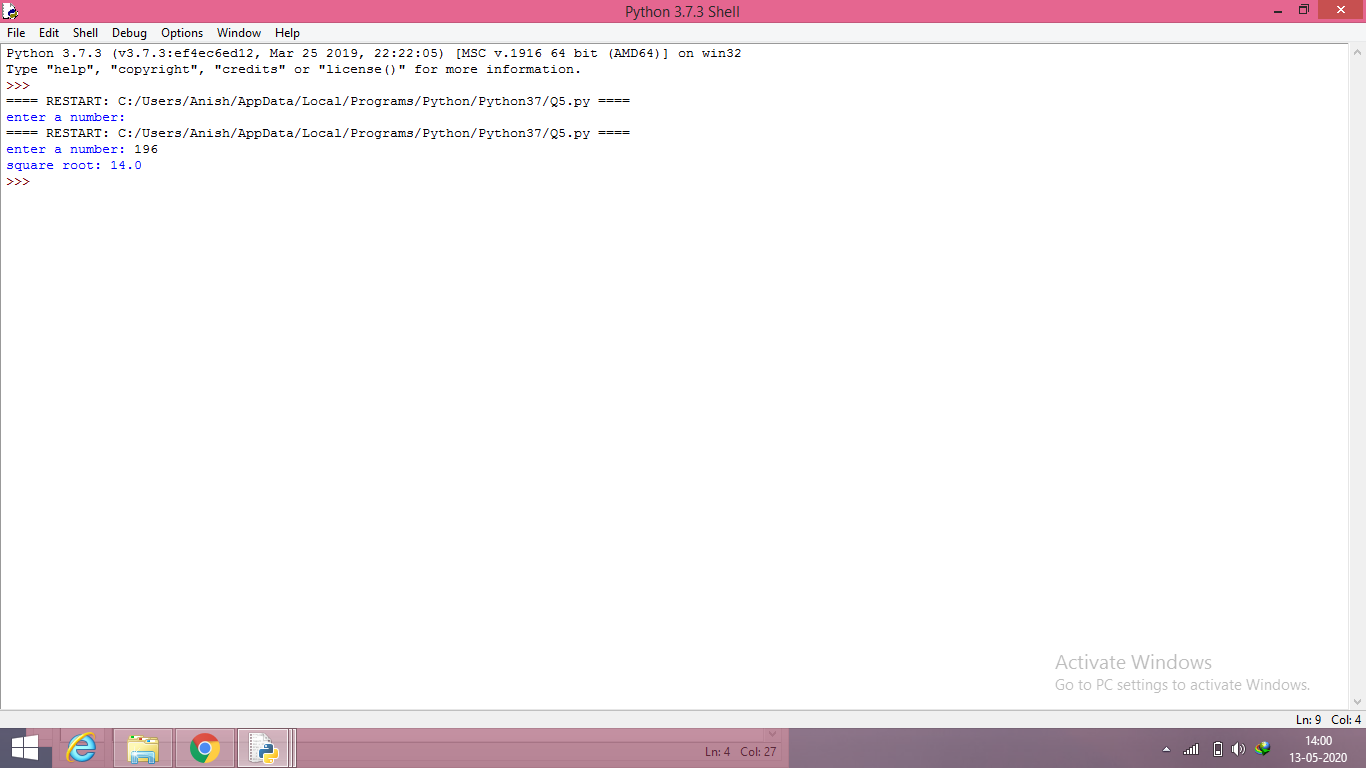 Python 3.7.3 Shell
File Edit Shell Debug Options Window Help
Python 3.7.3 (v3.7.3:ef4ec6ed12, Mar 25 2019, 22:22:05) [MSC v.1916 64 bit (AMD64)] on win32
Type "help", "copyright", "credits" or "license()" for more information.
>>>
==== RESTART: C:/Users/Anish/AppData/Local/Programs/Python/Python37/Q5.py ====
enter a number:
==== RESTART: C:/Users/Anish/AppData/Local/Programs/Python/Python37/Q5.py ====
enter a number: 196
square root: 14.0
>>>
Activate Windows
Go to PC settings to activate Windows.
Ln: 9 Col: 4
Ln: 4 Col: 27
14:00
13-05-2020